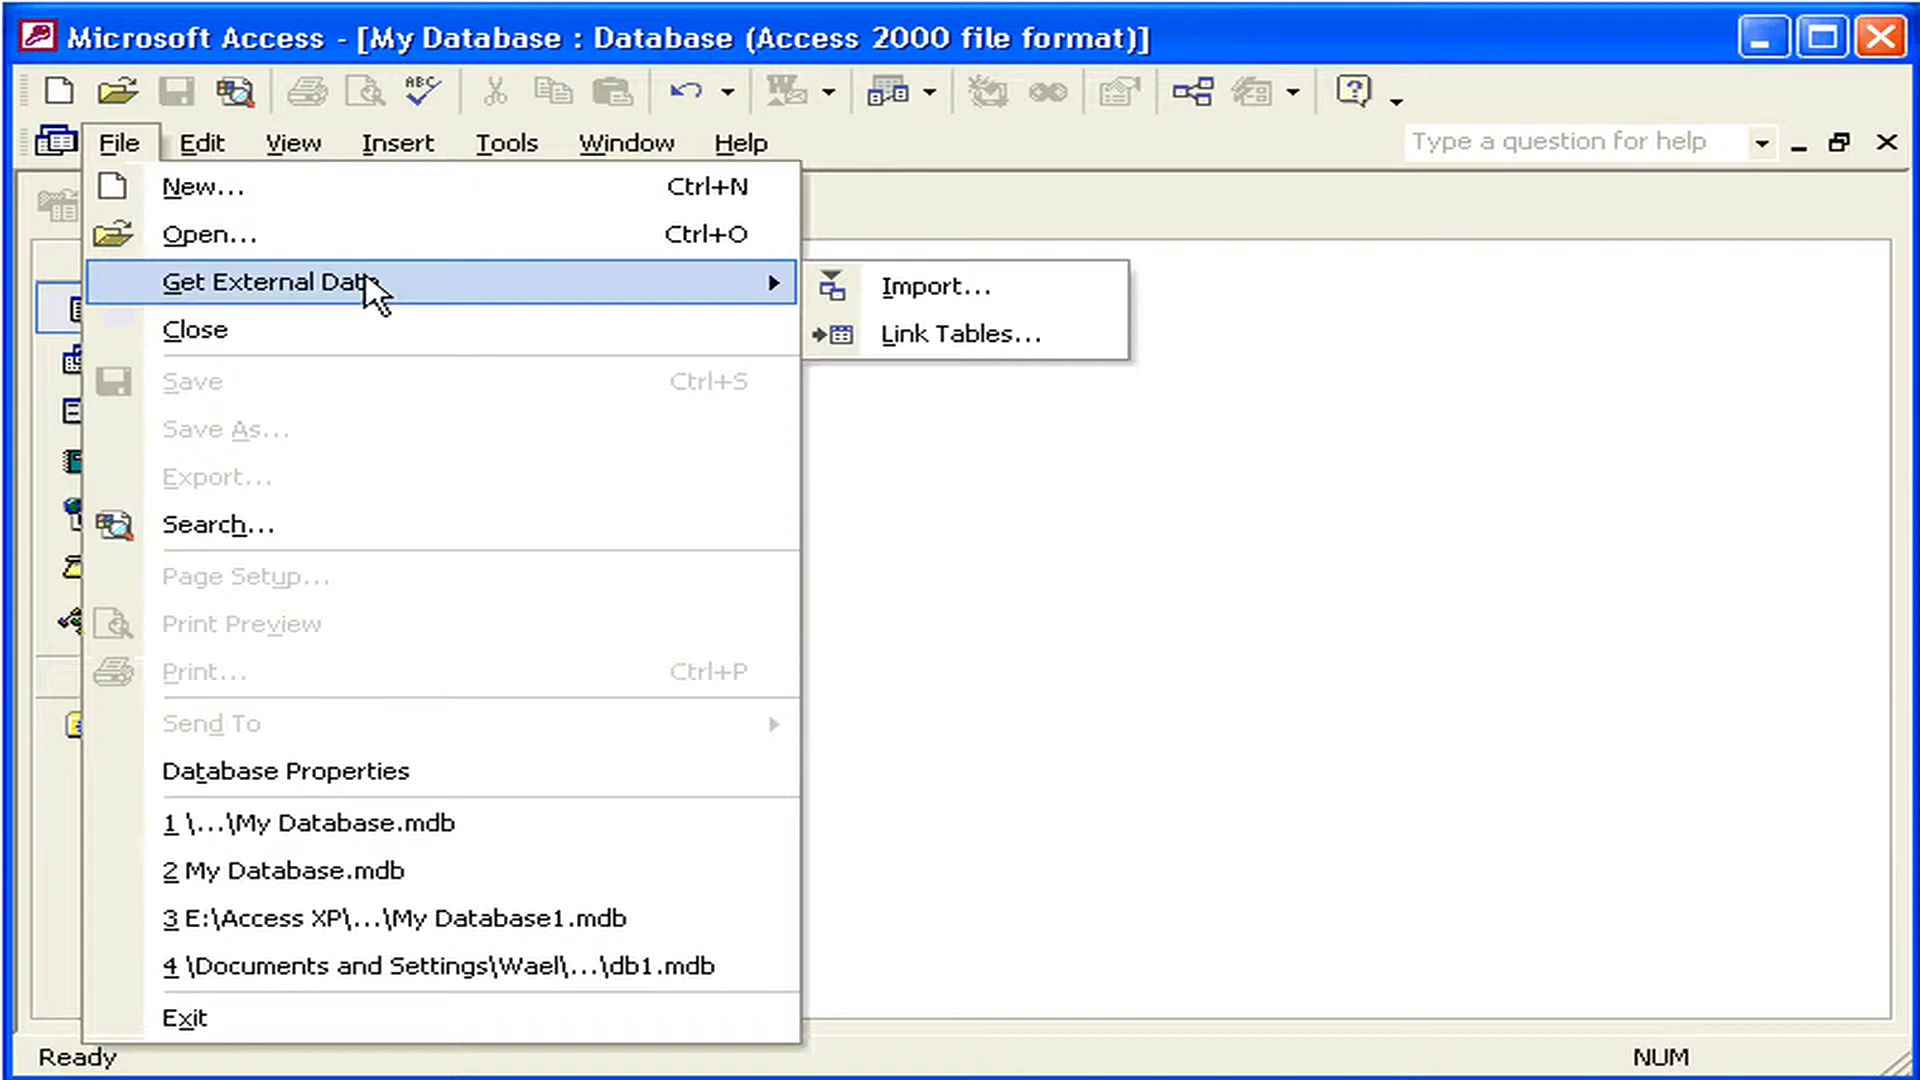 Microsoft Access - [My Database : Database (Access 2000 file format)]
ABC
File Edit View Insert Tools Window Help Type a question for help
New... Ctrl+N
Open... Ctrl+O
Get External Data
Import...
Close
Link Tables...
Save Ctrl+S
Save As...
Export...
Search...
Page Setup...
Print Preview
Print... Ctrl+P
Send To
Database Properties
1 \...\My Database.mdb
2 My Database.mdb
3 E:\Access XP\...\My Database1.mdb
4 \Documents and Settings\Wael\...\db1.mdb
Exit
Ready NUM